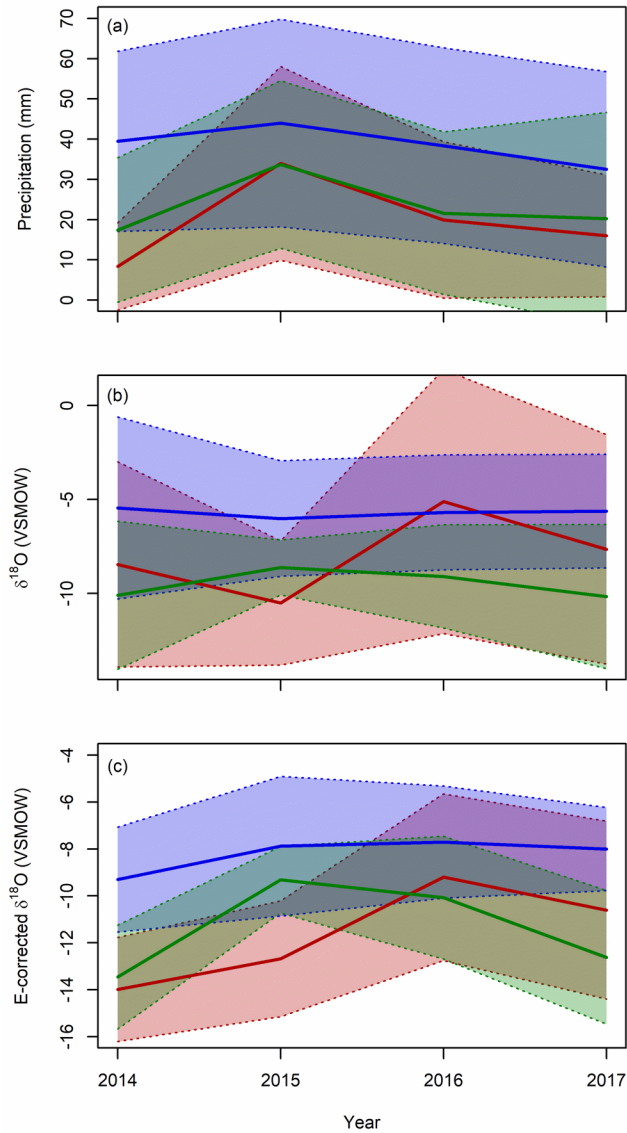 (a)
70
60
50
40
30
20
10
0
Precipitation (mm)
(b)
0
-5
-10
δ¹⁸O (VSMOW)
(c)
-4
-6
-8
-10
-12
-14
-16
E-corrected δ¹⁸O (VSMOW)
2014 2015 2016 2017
Year